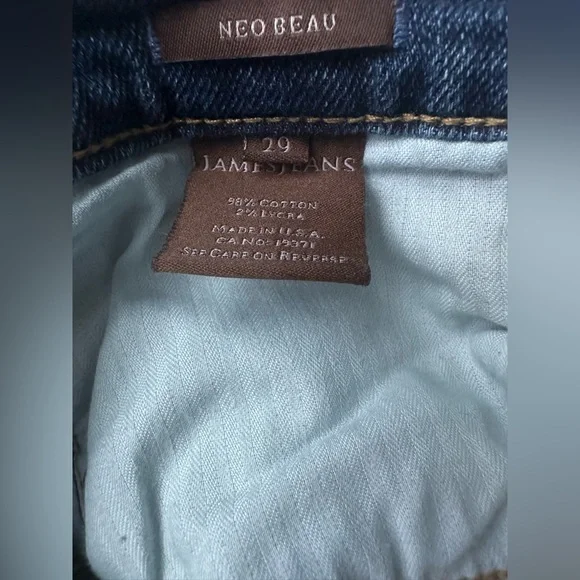 NEO BEAU
29
JAMES JEANS
98% COTTON
2% LYCRA
MADE IN U.S.A.
CA NO: 19371
SEE CARE ON REVERSE